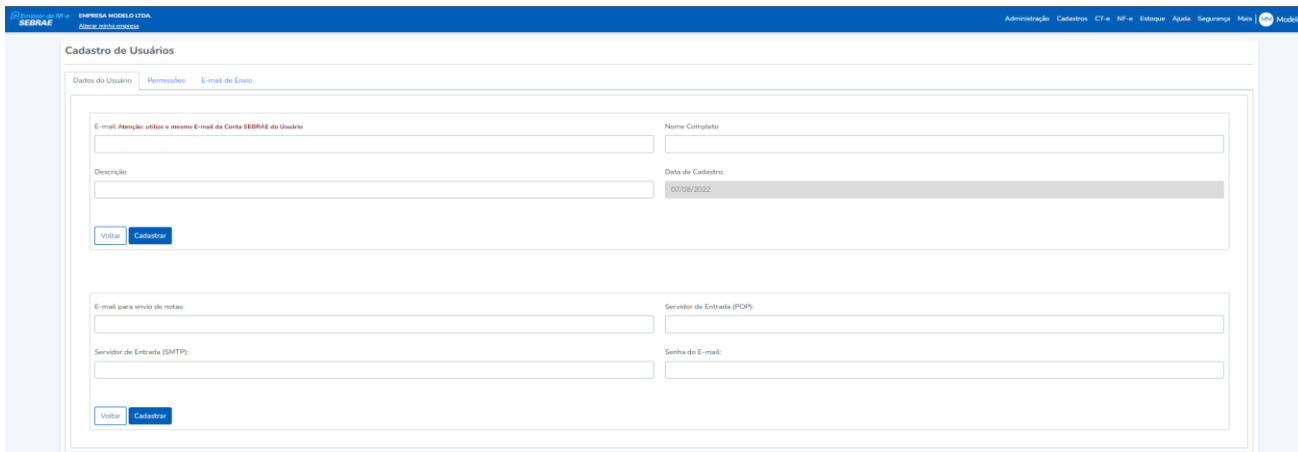 Emissor de NF-e
SEBRAE
EMPRESA MODELO LTDA.
Alterar minha empresa
Administração Cadastros CT-e NF-e Estoque Ajuda Segurança Mais MM Modelo
Cadastro de Usuários
Dados do Usuário Permissões E-mail de Envio
E-mail Atenção: utilize o mesmo E-mail da Conta SEBRAE do Usuário Nome Completo
Descrição Data de Cadastro:
07/08/2022
Voltar Cadastrar
E-mail para envio de notas: Servidor de Entrada (POP):
Servidor de Entrada (SMTP): Senha do E-mail:
Voltar Cadastrar